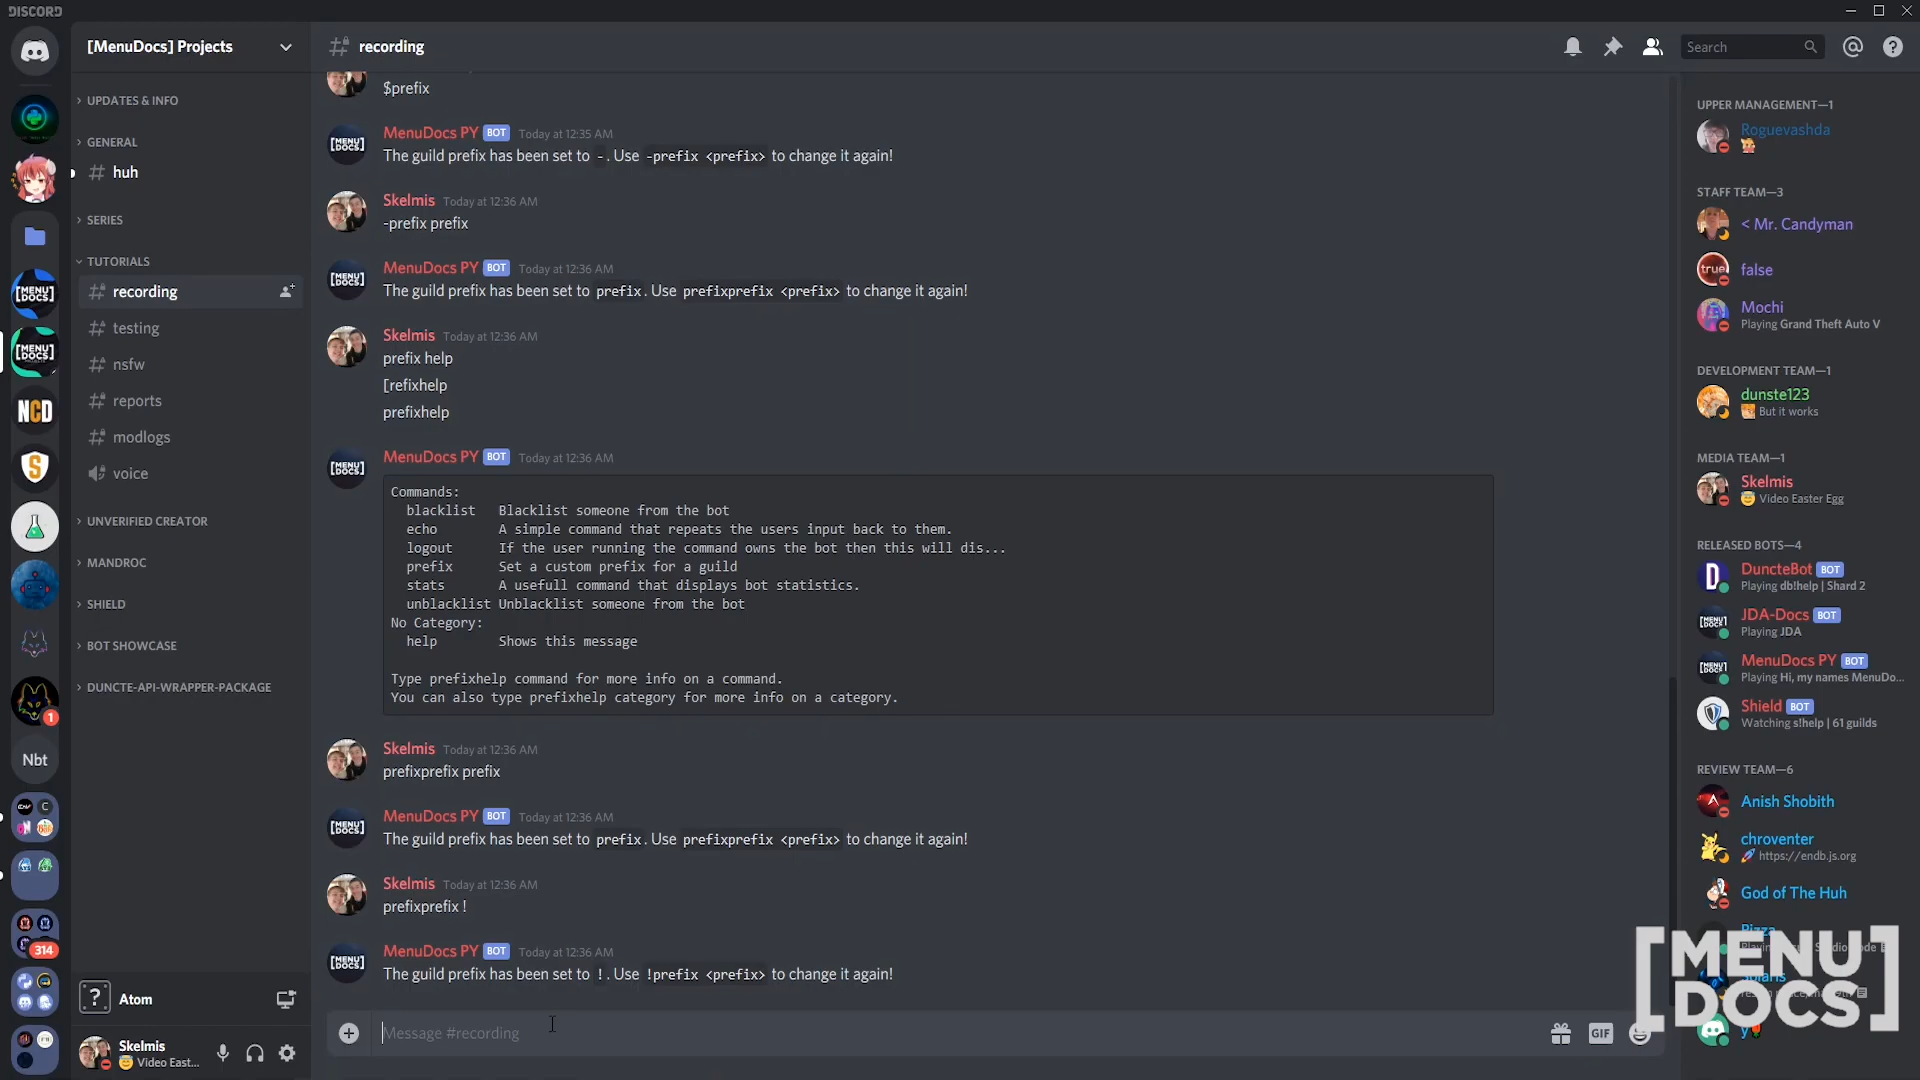 DISCORD
[MenuDocs] Projects
UPDATES & INFO
GENERAL
huh
SERIES
TUTORIALS
recording
testing
nsfw
reports
modlogs
voice
UNVERIFIED CREATOR
MANDROC
SHIELD
BOT SHOWCASE
DUNCTE-API-WRAPPER-PACKAGE
[MENU
DOCS]
[MENU
DOCS]
NCD
1
Nbt
314
? Atom
Skelmis
Video East...
recording
Search
$prefix
MenuDocs PY BOT Today at 12:35 AM
The guild prefix has been set to -. Use -prefix <prefix> to change it again!
Skelmis Today at 12:36 AM
-prefix prefix
MenuDocs PY BOT Today at 12:36 AM
The guild prefix has been set to prefix. Use prefixprefix <prefix> to change it again!
Skelmis Today at 12:36 AM
prefix help
[refixhelp
prefixhelp
MenuDocs PY BOT Today at 12:36 AM
Commands:
blacklist Blacklist someone from the bot
echo A simple command that repeats the users input back to them.
logout If the user running the command owns the bot then this will dis...
prefix Set a custom prefix for a guild
stats A usefull command that displays bot statistics.
unblacklist Unblacklist someone from the bot
No Category:
help Shows this message
Type prefixhelp command for more info on a command.
You can also type prefixhelp category for more info on a category.
Skelmis Today at 12:36 AM
prefixprefix prefix
MenuDocs PY BOT Today at 12:36 AM
The guild prefix has been set to prefix. Use prefixprefix <prefix> to change it again!
Skelmis Today at 12:36 AM
prefixprefix !
MenuDocs PY BOT Today at 12:36 AM
The guild prefix has been set to !. Use !prefix <prefix> to change it again!
Message #recording
GIF
UPPER MANAGEMENT—1
Roguevashda
STAFF TEAM—3
< Mr. Candyman
true
false
Mochi
Playing Grand Theft Auto V
DEVELOPMENT TEAM—1
dunste123
But it works
MEDIA TEAM—1
Skelmis
Video Easter Egg
RELEASED BOTS—4
DuncteBot BOT
Playing db!help | Shard 2
JDA-Docs BOT
Playing JDA
MenuDocs PY BOT
Playing Hi, my names MenuDo...
Shield BOT
Watching s!help | 61 guilds
REVIEW TEAM—6
Anish Shobith
chroventer
https://endb.js.org
God of The Huh
Pizza
Solaris
[MENU
DOCS]